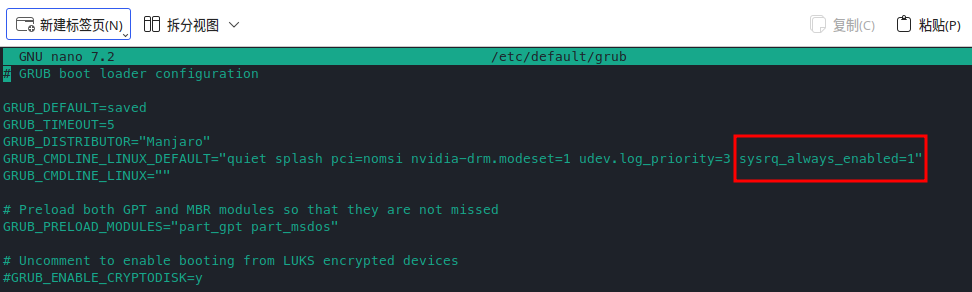 新建标签页(N) 拆分视图 复制(C) 粘贴(P)
GNU nano 7.2 /etc/default/grub
# GRUB boot loader configuration
GRUB_DEFAULT=saved
GRUB_TIMEOUT=5
GRUB_DISTRIBUTOR="Manjaro"
GRUB_CMDLINE_LINUX_DEFAULT="quiet splash pci=nomsi nvidia-drm.modeset=1 udev.log_priority=3 sysrq_always_enabled=1"
GRUB_CMDLINE_LINUX=""
# Preload both GPT and MBR modules so that they are not missed
GRUB_PRELOAD_MODULES="part_gpt part_msdos"
# Uncomment to enable booting from LUKS encrypted devices
#GRUB_ENABLE_CRYPTODISK=y